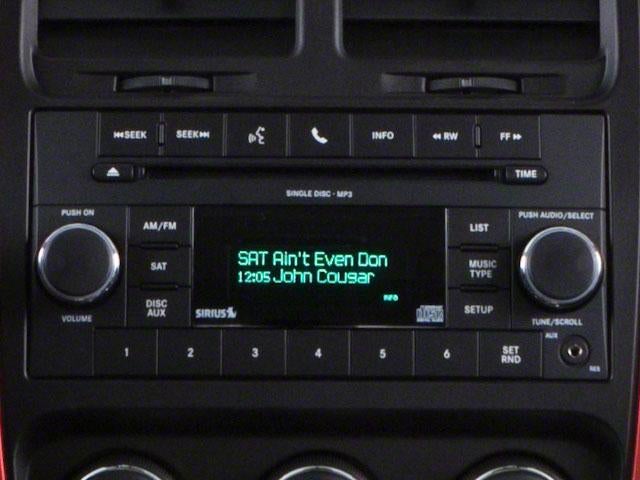 SEEK
SEEK
INFO
RW
FF
TIME
SINGLE DISC - MP3
PUSH ON
PUSH AUDIO/SELECT
AM/FM
LIST
SAT
MUSIC
TYPE
DISC
AUX
SETUP
SAT Ain't Even Don
12:05 John Cougar
SIRIUS
VOLUME
TUNE/SCROLL
1
2
3
4
5
6
SET
RND
AUX